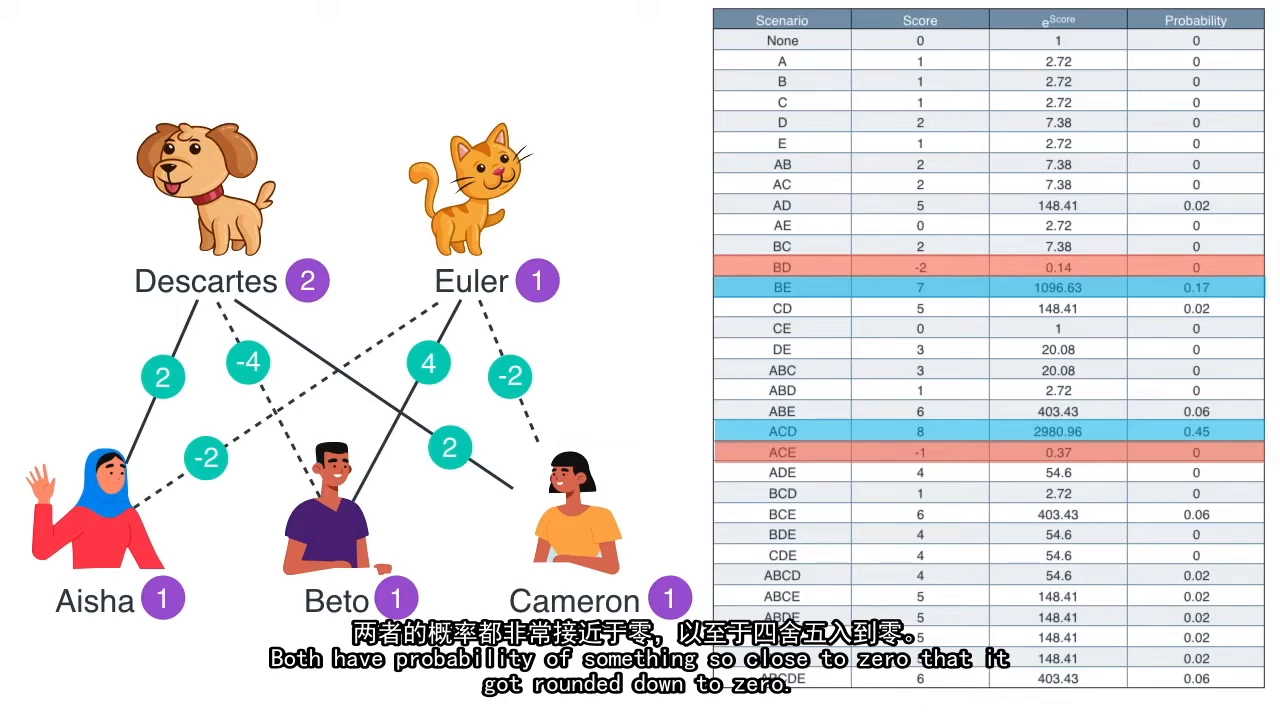 Scenario Score e^Score Probability
None 0 1 0
A 1 2.72 0
B 1 2.72 0
C 1 2.72 0
D 2 7.38 0
E 1 2.72 0
AB 2 7.38 0
AC 2 7.38 0
AD 5 148.41 0.02
AE 0 2.72 0
BC 2 7.38 0
BD -2 0.14 0
BE 7 1096.63 0.17
CD 5 148.41 0.02
CE 0 1 0
DE 3 20.08 0
ABC 3 20.08 0
ABD 1 2.72 0
ABE 6 403.43 0.06
ACD 8 2980.96 0.45
ACE -1 0.37 0
ADE 4 54.6 0
BCD 1 2.72 0
BCE 6 403.43 0.06
BDE 4 54.6 0
CDE 4 54.6 0
ABCD 4 54.6 0.02
ABCE 5 148.41 0.02
ABDE 5 148.41 0.02
5 148.41 0.02
148.41 0.02
ABCDE 6 403.43 0.06
Descartes 2
Euler 1
2
-4
4
-2
-2
2
Aisha 1
Beto 1
Cameron 1
两者的概率都非常接近于零，以至于四舍五入到零。
Both have probability of something so close to zero that it
got rounded down to zero.